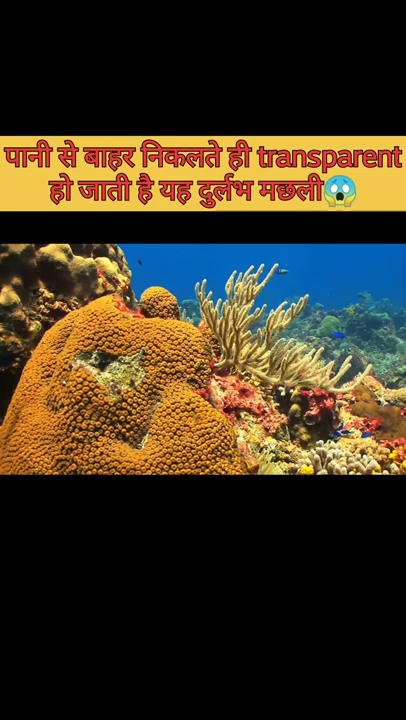 पानी से बाहर निकलते ही transparent
हो जाती है यह दुर्लभ मछली😱